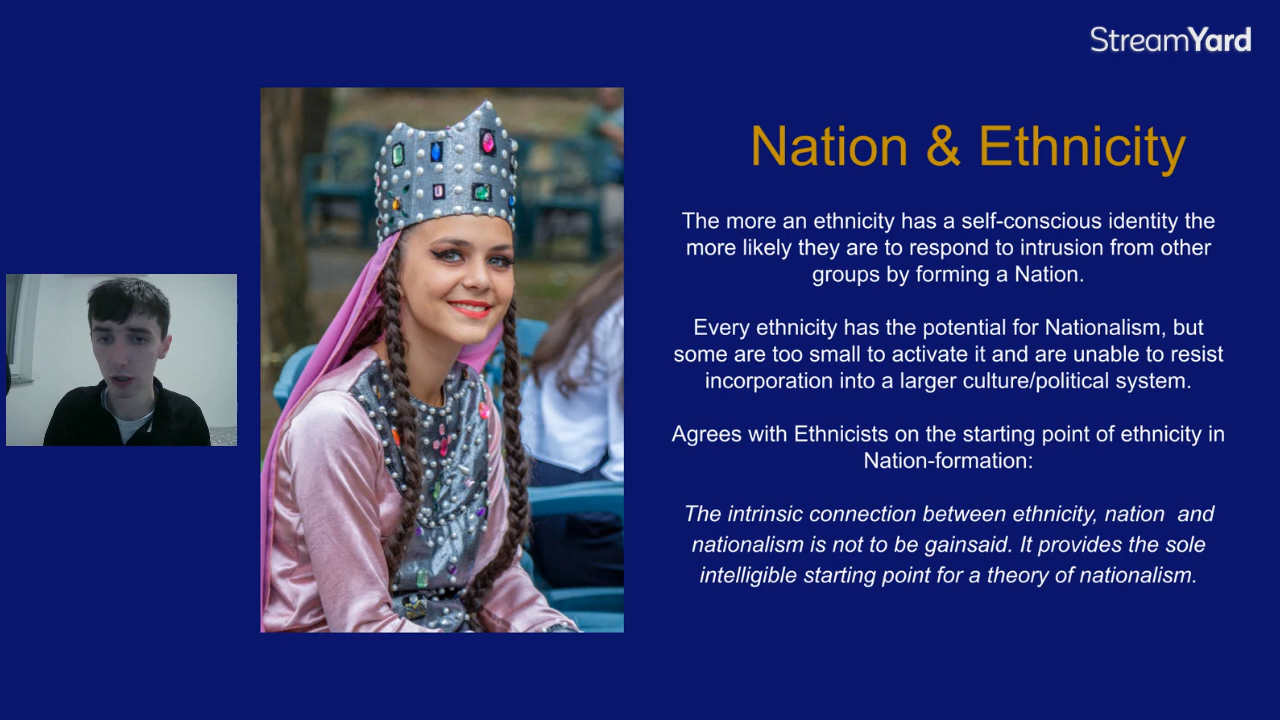 StreamYard
Nation & Ethnicity
The more an ethnicity has a self-conscious identity the
more likely they are to respond to intrusion from other
groups by forming a Nation.
Every ethnicity has the potential for Nationalism, but
some are too small to activate it and are unable to resist
incorporation into a larger culture/political system.
Agrees with Ethnicists on the starting point of ethnicity in
Nation-formation:
The intrinsic connection between ethnicity, nation and
nationalism is not to be gainsaid. It provides the sole
intelligible starting point for a theory of nationalism.